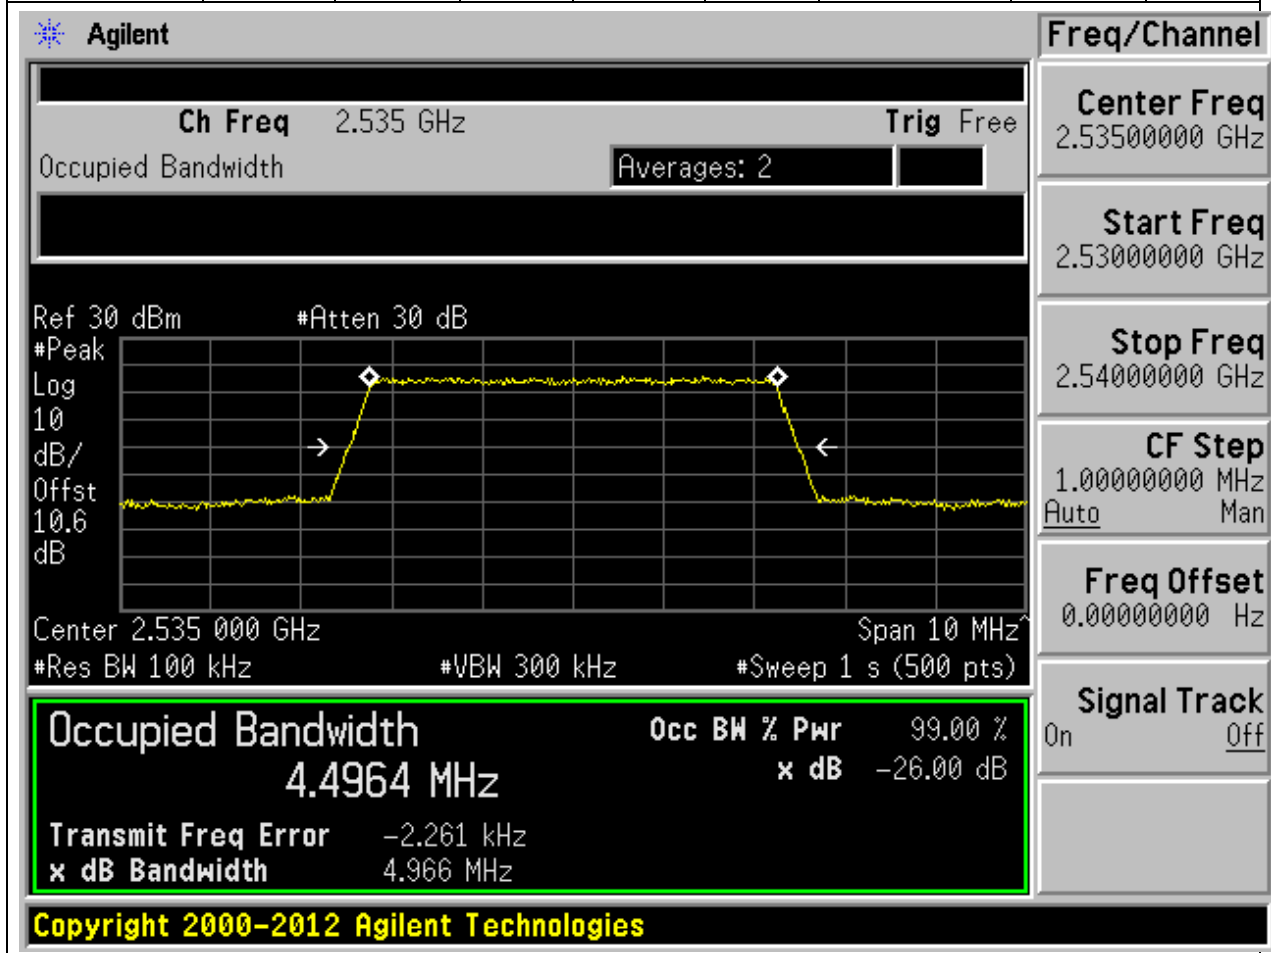 Agilent
Freq/Channel
Ch Freq 2.535 GHz Trig Free
Occupied Bandwidth Averages: 2
Ref 30 dBm #Atten 30 dB
#Peak
Log
10
dB/
Offst
10.6
dB
Center 2.535 000 GHz Span 10 MHz^
#Res BW 100 kHz #VBW 300 kHz #Sweep 1 s (500 pts)
Occupied Bandwidth Occ BW % Pwr 99.00 %
4.4964 MHz x dB -26.00 dB
Transmit Freq Error -2.261 kHz
x dB Bandwidth 4.966 MHz
Copyright 2000-2012 Agilent Technologies
Center Freq
2.53500000 GHz
Start Freq
2.53000000 GHz
Stop Freq
2.54000000 GHz
CF Step
1.00000000 MHz
Auto Man
Freq Offset
0.00000000 Hz
Signal Track
On Off